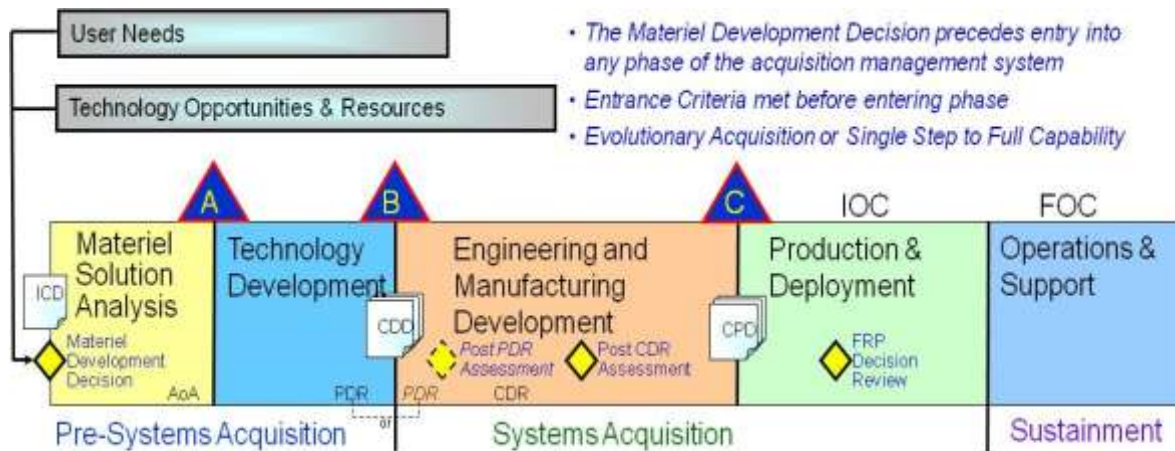 User Needs
Technology Opportunities & Resources
• The Materiel Development Decision precedes entry into
any phase of the acquisition management system
• Entrance Criteria met before entering phase
• Evolutionary Acquisition or Single Step to Full Capability
A
B
C
IOC
FOC
Materiel
Solution
Analysis
Technology
Development
Engineering and
Manufacturing
Development
Production &
Deployment
Operations &
Support
ICD
CDD
CPD
Materiel
Development
Decision
Post PDR
Assessment
Post CDR
Assessment
FRP
Decision
Review
AoA
PDR
PDR
CDR
or
Pre-Systems Acquisition
Systems Acquisition
Sustainment